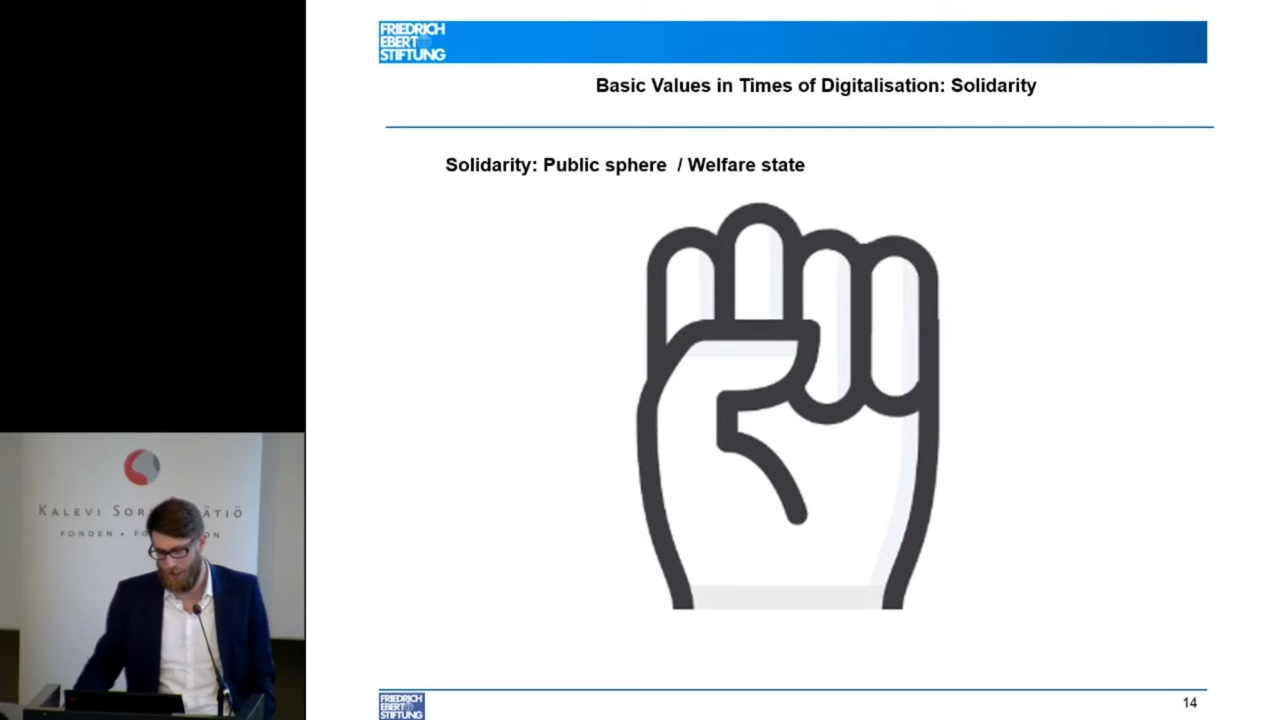 FRIEDRICH
EBERT
STIFTUNG
Basic Values in Times of Digitalisation: Solidarity
Solidarity: Public sphere / Welfare state
KALEVI
FONDEN
FRIEDRICH
EBERT
STIFTUNG
14